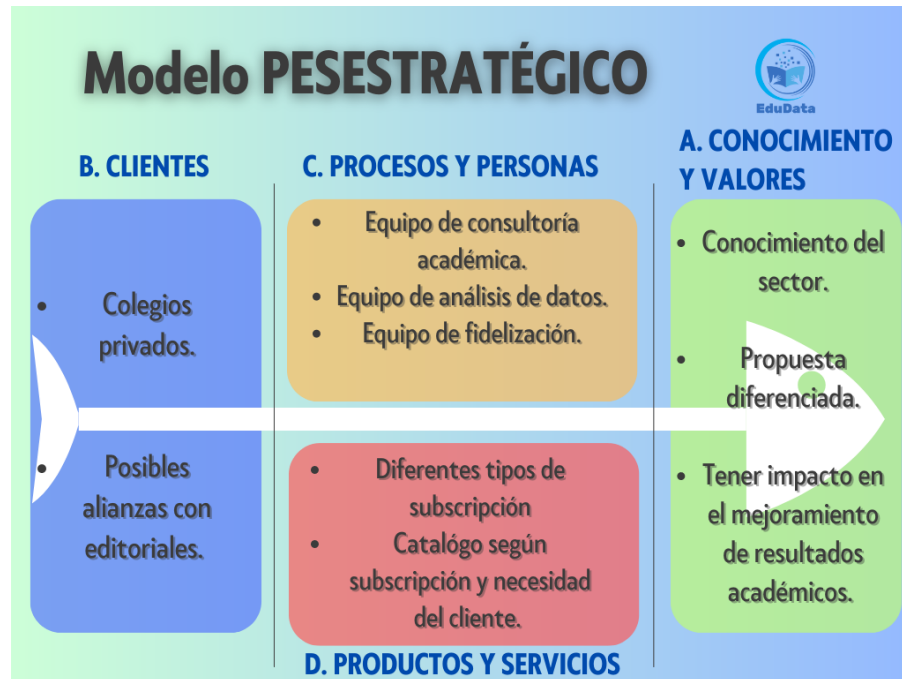 Modelo PESESTRATÉGICO
EduData
B. CLIENTES
• Colegios
privados.
• Posibles
alianzas con
editoriales.
C. PROCESOS Y PERSONAS
• Equipo de consultoría
académica.
• Equipo de análisis de datos.
• Equipo de fidelización.
• Diferentes tipos de
subscripción
• Catalógo según
subscripción y necesidad
del cliente.
D. PRODUCTOS Y SERVICIOS
A. CONOCIMIENTO
Y VALORES
• Conocimiento del
sector.
• Propuesta
diferenciada.
• Tener impacto en
el mejoramiento
de resultados
académicos.